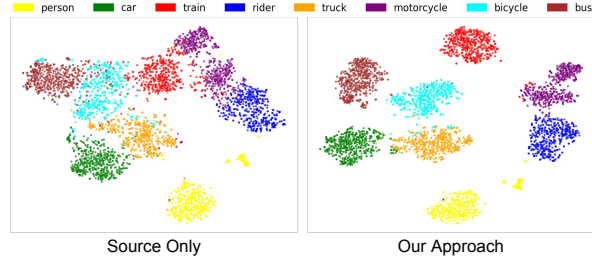 person car train rider truck motorcycle bicycle bus
Source Only Our Approach